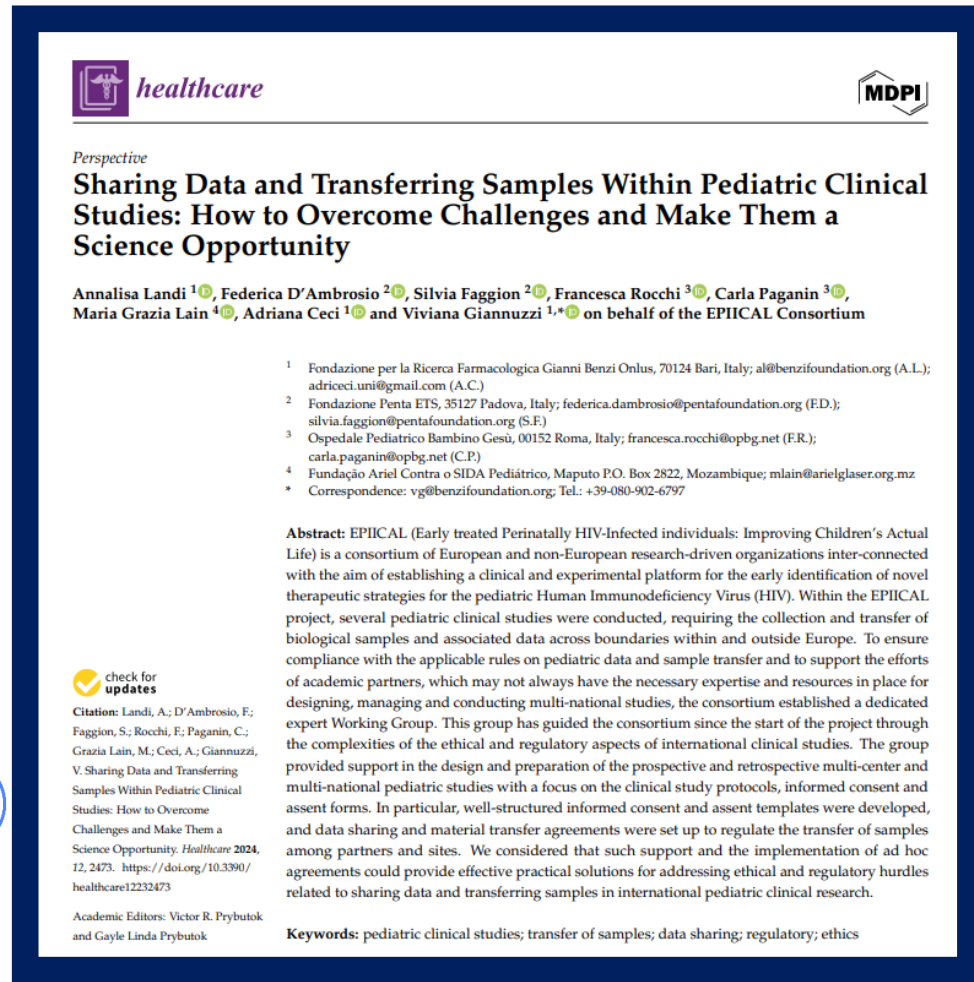 healthcare
MDPI
Perspective
Sharing Data and Transferring Samples Within Pediatric Clinical
Studies: How to Overcome Challenges and Make Them a
Science Opportunity
Annalisa Landi 1, Federica D'Ambrosio 2, Silvia Faggion 2, Francesca Rocchi 3, Carla Paganin 3,
Maria Grazia Lain 4, Adriana Ceci 1 and Viviana Giannuzzi 1,* on behalf of the EPIICAL Consortium
1 Fondazione per la Ricerca Farmacologica Gianni Benzi Onlus, 70124 Bari, Italy; al@benzifoundation.org (A.L.);
adriceci.uni@gmail.com (A.C.)
2 Fondazione Penta ETS, 35127 Padova, Italy; federica.dambrosio@pentafoundation.org (F.D.);
silvia.faggion@pentafoundation.org (S.F.)
3 Ospedale Pediatrico Bambino Gesù, 00152 Roma, Italy; francesca.rocchi@opbg.net (F.R.);
carla.paganin@opbg.net (C.P.)
4 Fundação Ariel Contra o SIDA Pediátrico, Maputo P.O. Box 2822, Mozambique; mlain@arielglaser.org.mz
* Correspondence: vg@benzifoundation.org; Tel.: +39-080-902-6797
Abstract: EPIICAL (Early treated Perinatally HIV-Infected individuals: Improving Children's Actual
Life) is a consortium of European and non-European research-driven organizations inter-connected
with the aim of establishing a clinical and experimental platform for the early identification of novel
therapeutic strategies for the pediatric Human Immunodeficiency Virus (HIV). Within the EPIICAL
project, several pediatric clinical studies were conducted, requiring the collection and transfer of
biological samples and associated data across boundaries within and outside Europe. To ensure
compliance with the applicable rules on pediatric data and sample transfer and to support the efforts
of academic partners, which may not always have the necessary expertise and resources in place for
designing, managing and conducting multi-national studies, the consortium established a dedicated
expert Working Group. This group has guided the consortium since the start of the project through
the complexities of the ethical and regulatory aspects of international clinical studies. The group
provided support in the design and preparation of the prospective and retrospective multi-center and
multi-national pediatric studies with a focus on the clinical study protocols, informed consent and
assent forms. In particular, well-structured informed consent and assent templates were developed,
and data sharing and material transfer agreements were set up to regulate the transfer of samples
among partners and sites. We considered that such support and the implementation of ad hoc
agreements could provide effective practical solutions for addressing ethical and regulatory hurdles
related to sharing data and transferring samples in international pediatric clinical research.
Keywords: pediatric clinical studies; transfer of samples; data sharing; regulatory; ethics
check for
updates
Citation: Landi, A.; D'Ambrosio, F.;
Faggion, S.; Rocchi, F.; Paganin, C.;
Grazia Lain, M.; Ceci, A.; Giannuzzi,
V. Sharing Data and Transferring
Samples Within Pediatric Clinical
Studies: How to Overcome
Challenges and Make Them a
Science Opportunity. Healthcare 2024,
12, 2473. https://doi.org/10.3390/
healthcare12232473
Academic Editors: Victor R. Prybutok
and Gayle Linda Prybutok